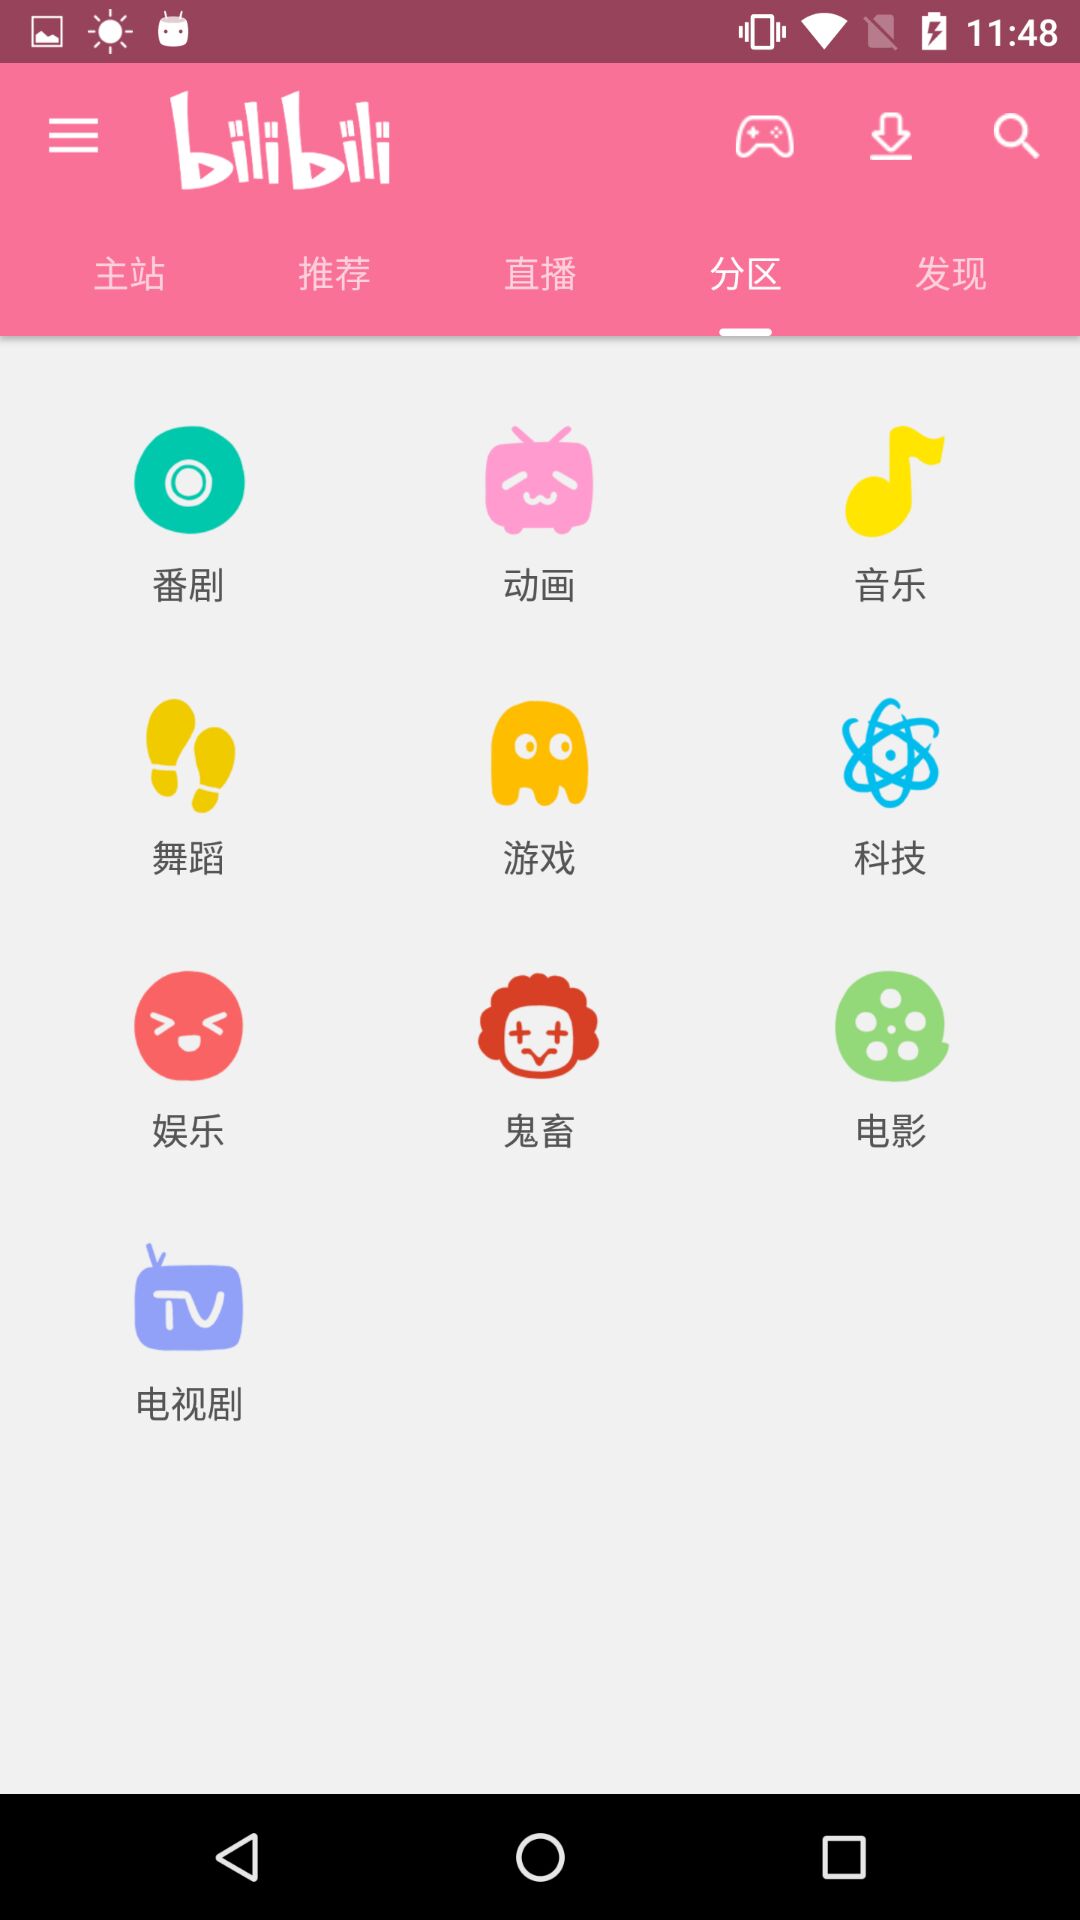 11:48
bilibili
主站 推荐 直播 分区 发现
番剧 动画 音乐
舞蹈 游戏 科技
娱乐 鬼畜 电影
TV
电视剧